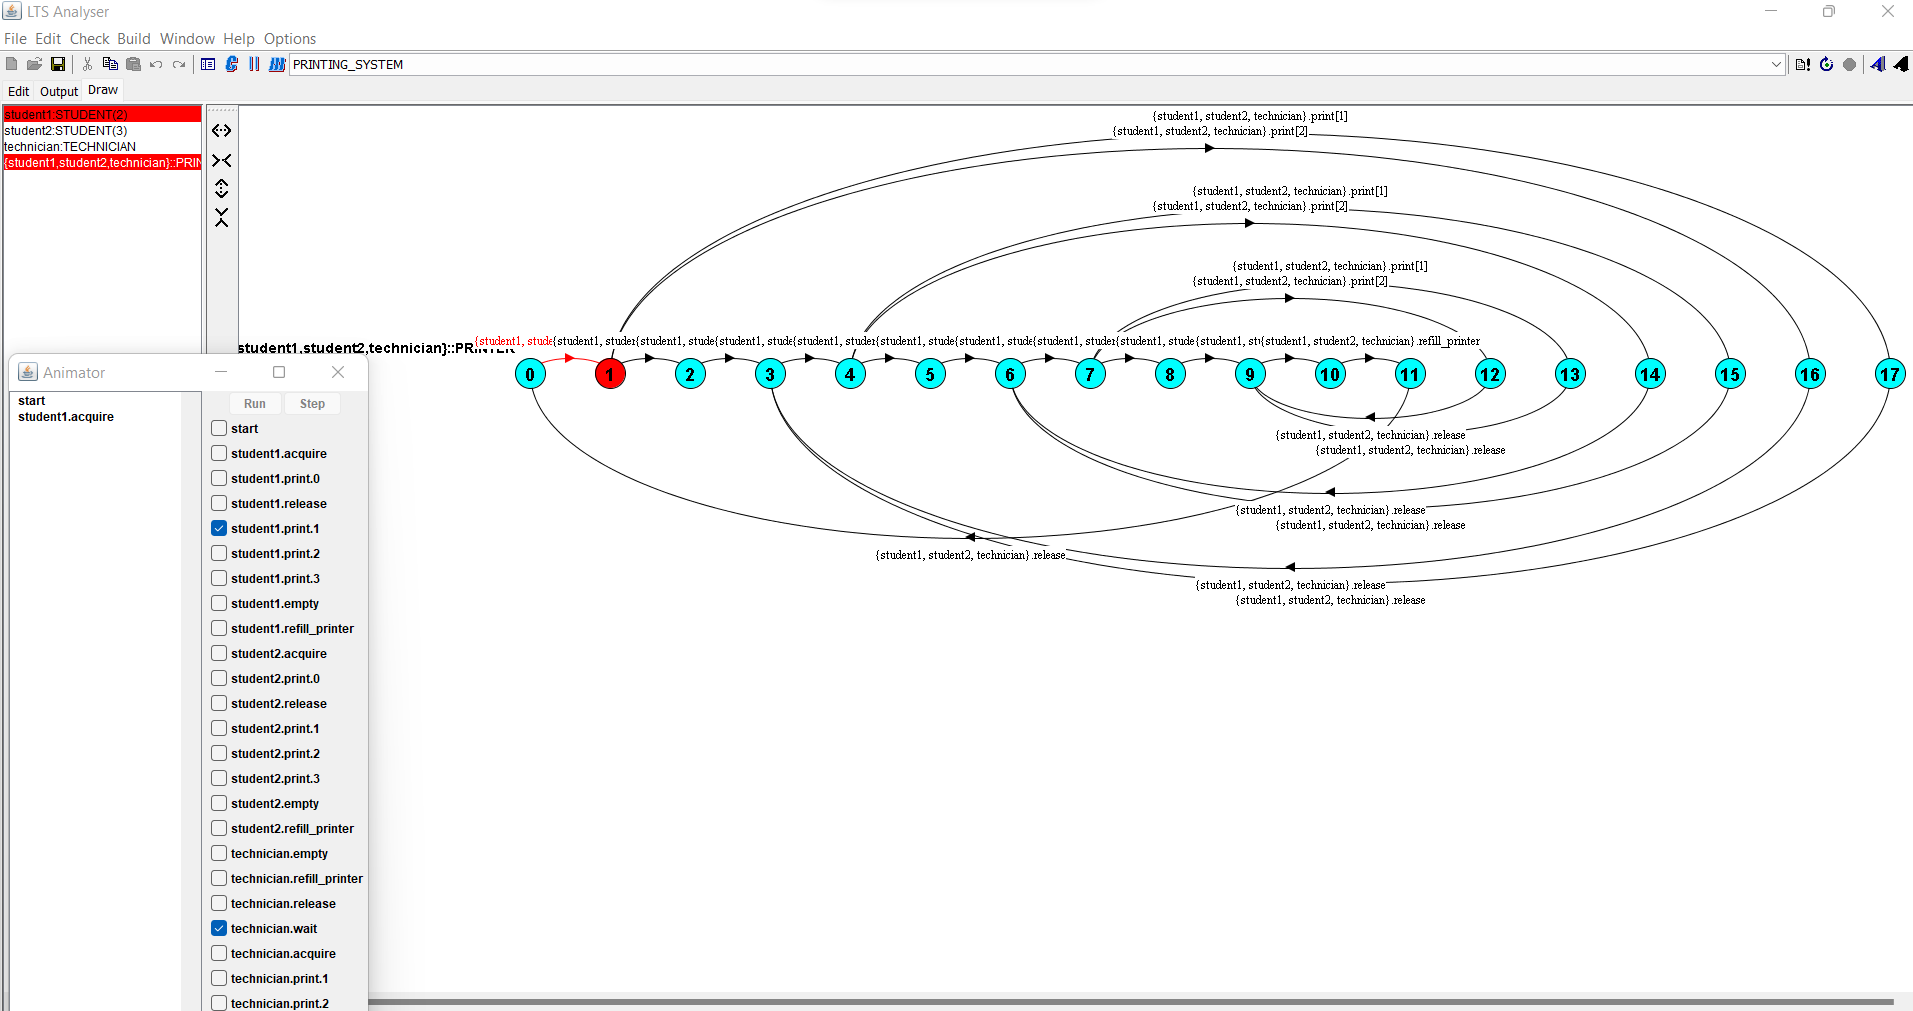 LTS Analyser
File Edit Check Build Window Help Options
PRINTING_SYSTEM
Edit Output Draw
student1:STUDENT(2)
student2:STUDENT(3)
technician:TECHNICIAN
{student1,student2,technician}::PRIN
{student1, student2, technician}.print[1]
{student1, student2, technician}.print[2]
{student1, student2, technician}.print[1]
{student1, student2, technician}.print[2]
{student1, student2, technician}.print[1]
{student1, student2, technician}.print[2]
student1,student2,technician}::PRINTER
{student1, stude{student1, studer{student1, stude{student1, stude{student1, stude{student1, studer{student1, stude{student1, stude{student1, stude{student1, st{student1, student2, technician}.refill_printer
0 1 2 3 4 5 6 7 8 9 10 11 12 13 14 15 16 17
{student1, student2, technician}.release
{student1, student2, technician}.release
{student1, student2, technician}.release
{student1, student2, technician}.release
{student1, student2, technician}.release
{student1, student2, technician}.release
{student1, student2, technician}.release
Animator
start
student1.acquire
Run Step
start
student1.acquire
student1.print.0
student1.release
student1.print.1
student1.print.2
student1.print.3
student1.empty
student1.refill_printer
student2.acquire
student2.print.0
student2.release
student2.print.1
student2.print.2
student2.print.3
student2.empty
student2.refill_printer
technician.empty
technician.refill_printer
technician.release
technician.wait
technician.acquire
technician.print.1
technician.print.2